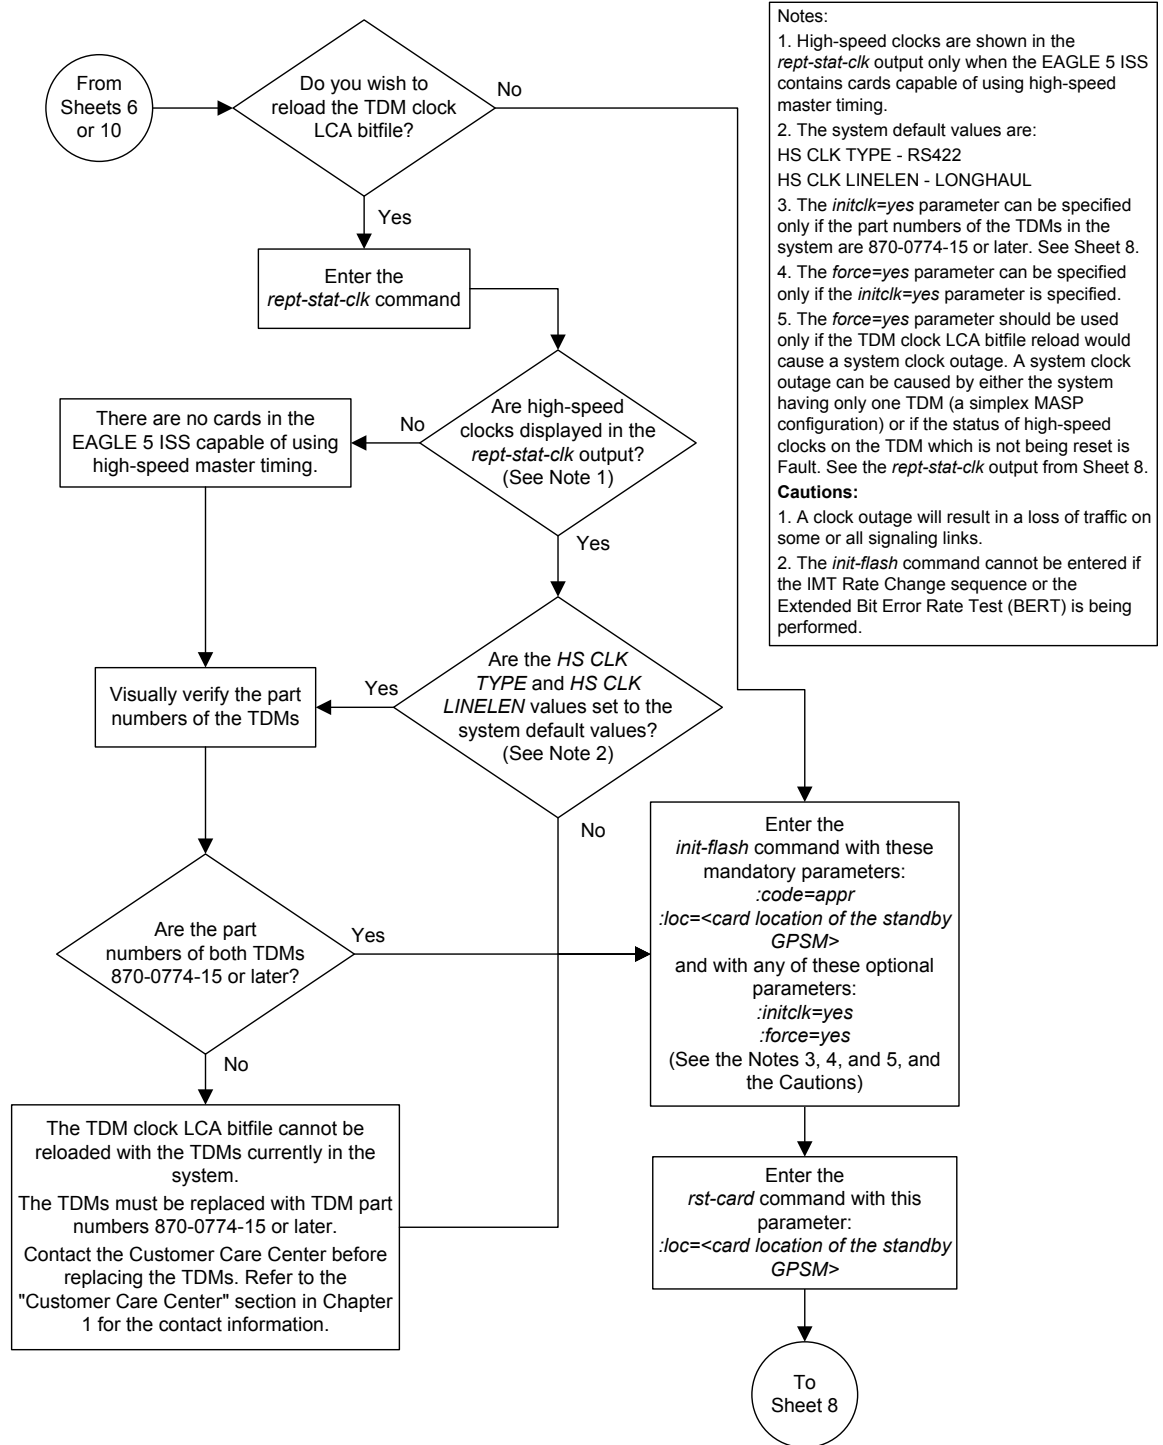 From
Sheets 6
or 10
Do you wish to
reload the TDM clock
LCA bitfile?
No
Yes
Enter the
rept-stat-clk command
Are high-speed
clocks displayed in the
rept-stat-clk output?
(See Note 1)
No
There are no cards in the
EAGLE 5 ISS capable of using
high-speed master timing.
Yes
Are the HS CLK
TYPE and HS CLK
LINELEN values set to the
system default values?
(See Note 2)
Yes
Visually verify the part
numbers of the TDMs
No
Are the part
numbers of both TDMs
870-0774-15 or later?
Yes
No
The TDM clock LCA bitfile cannot be
reloaded with the TDMs currently in the
system.
The TDMs must be replaced with TDM part
numbers 870-0774-15 or later.
Contact the Customer Care Center before
replacing the TDMs. Refer to the
"Customer Care Center" section in Chapter
1 for the contact information.
Enter the
init-flash command with these
mandatory parameters:
:code=appr
:loc=<card location of the standby
GPSM>
and with any of these optional
parameters:
:initclk=yes
:force=yes
(See the Notes 3, 4, and 5, and
the Cautions)
Enter the
rst-card command with this
parameter:
:loc=<card location of the standby
GPSM>
To
Sheet 8
Notes:
1. High-speed clocks are shown in the
rept-stat-clk output only when the EAGLE 5 ISS
contains cards capable of using high-speed
master timing.
2. The system default values are:
HS CLK TYPE - RS422
HS CLK LINELEN - LONGHAUL
3. The initclk=yes parameter can be specified
only if the part numbers of the TDMs in the
system are 870-0774-15 or later. See Sheet 8.
4. The force=yes parameter can be specified
only if the initclk=yes parameter is specified.
5. The force=yes parameter should be used
only if the TDM clock LCA bitfile reload would
cause a system clock outage. A system clock
outage can be caused by either the system
having only one TDM (a simplex MASP
configuration) or if the status of high-speed
clocks on the TDM which is not being reset is
Fault. See the rept-stat-clk output from Sheet 8.
Cautions:
1. A clock outage will result in a loss of traffic on
some or all signaling links.
2. The init-flash command cannot be entered if
the IMT Rate Change sequence or the
Extended Bit Error Rate Test (BERT) is being
performed.